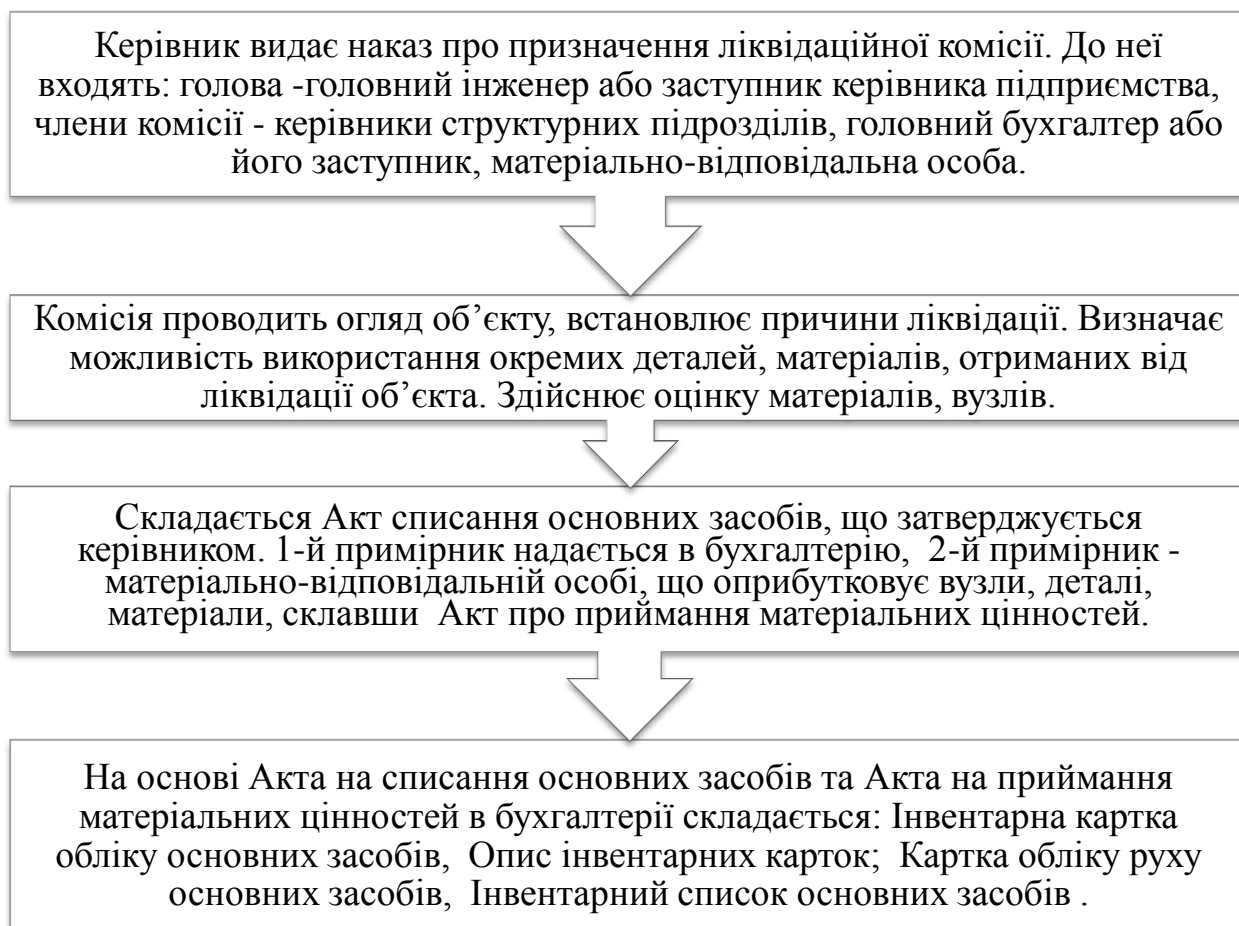 Керівник видає наказ про призначення ліквідаційної комісії. До неї
входять: голова -головний інженер або заступник керівника підприємства,
члени комісії - керівники структурних підрозділів, головний бухгалтер або
його заступник, матеріально-відповідальна особа.
Комісія проводить огляд об’єкту, встановлює причини ліквідації. Визначає
можливість використання окремих деталей, матеріалів, отриманих від
ліквідації об’єкта. Здійснює оцінку матеріалів, вузлів.
Складається Акт списання основних засобів, що затверджується
керівником. 1-й примірник надається в бухгалтерію, 2-й примірник -
матеріально-відповідальній особі, що оприбутковує вузли, деталі,
матеріали, склавши Акт про приймання матеріальних цінностей.
На основі Акта на списання основних засобів та Акта на приймання
матеріальних цінностей в бухгалтерії складається: Інвентарна картка
обліку основних засобів, Опис інвентарних карток; Картка обліку руху
основних засобів, Інвентарний список основних засобів .